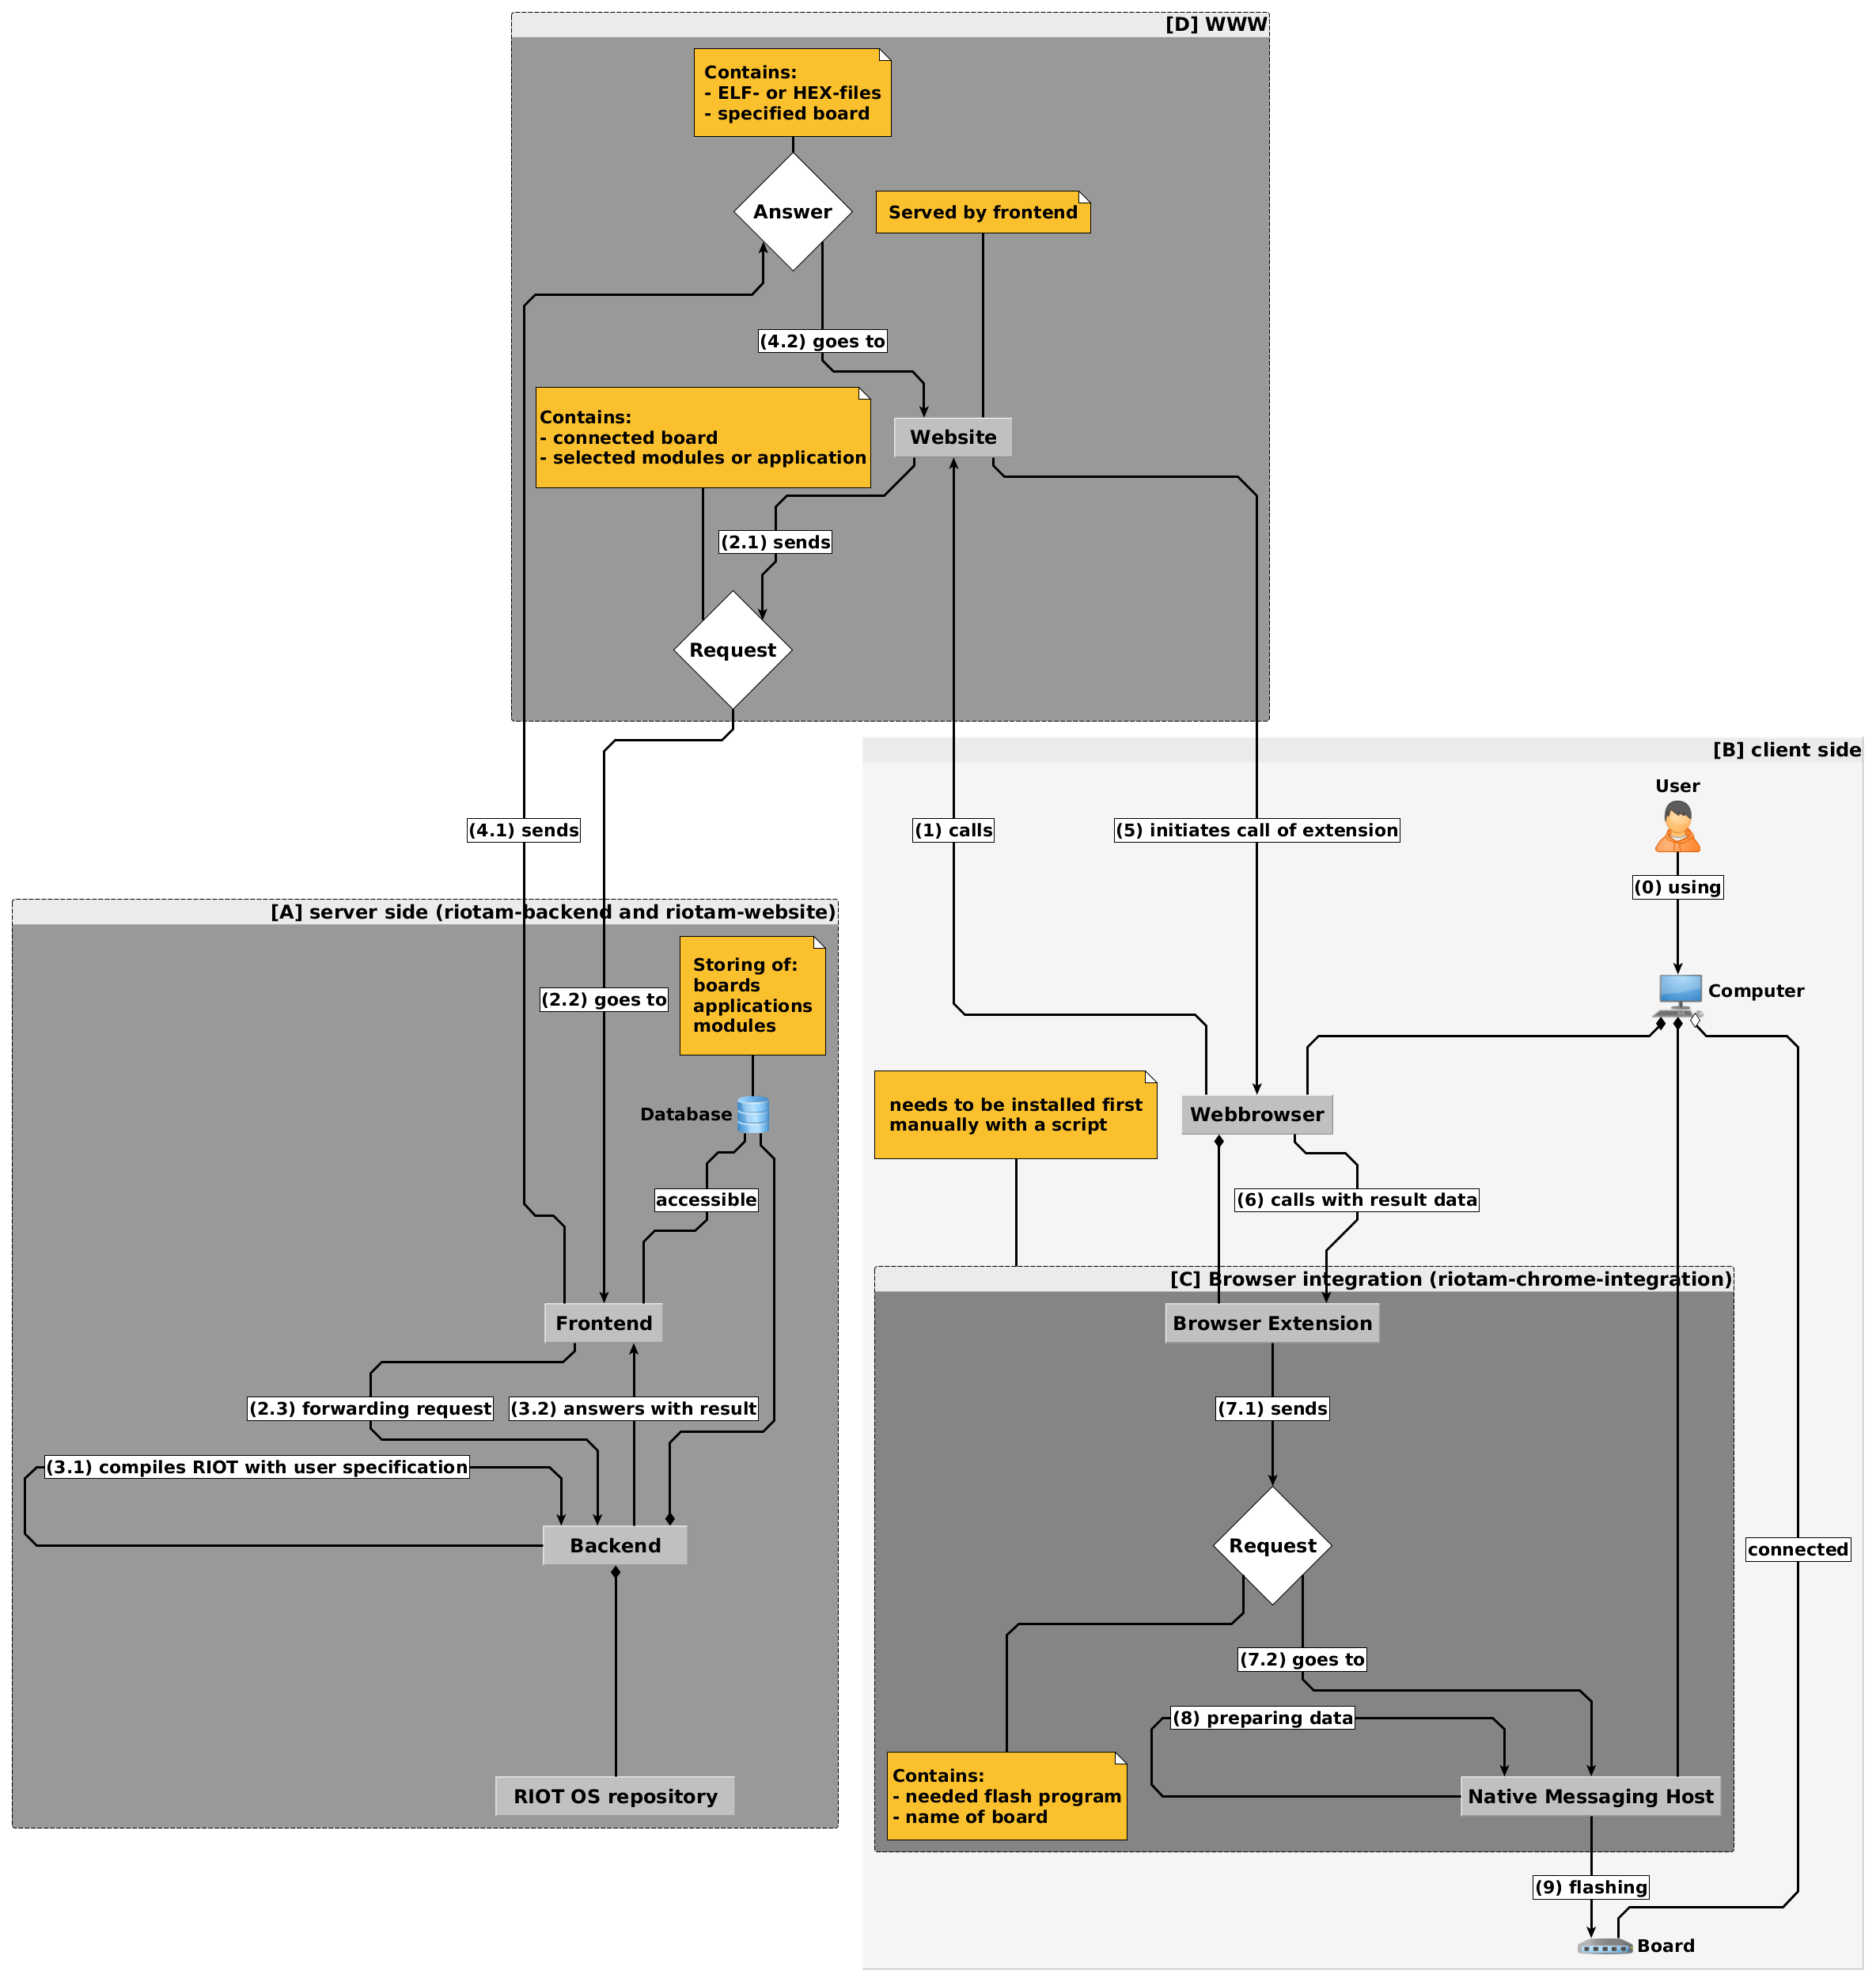 [D] WWW
Contains:
- ELF- or HEX-files
- specified board
Answer
Served by frontend
(4.2) goes to
Contains:
- connected board
- selected modules or application
Website
(2.1) sends
Request
[B] client side
User
(4.1) sends
(1) calls
(5) initiates call of extension
(0) using
[A] server side (riotam-backend and riotam-website)
Storing of:
boards
applications
modules
(2.2) goes to
Computer
Database
needs to be installed first
manually with a script
Webbrowser
accessible
(6) calls with result data
[C] Browser integration (riotam-chrome-integration)
Frontend
Browser Extension
(2.3) forwarding request
(3.2) answers with result
(7.1) sends
(3.1) compiles RIOT with user specification
Backend
Request
connected
(7.2) goes to
(8) preparing data
RIOT OS repository
Contains:
- needed flash program
- name of board
Native Messaging Host
(9) flashing
Board